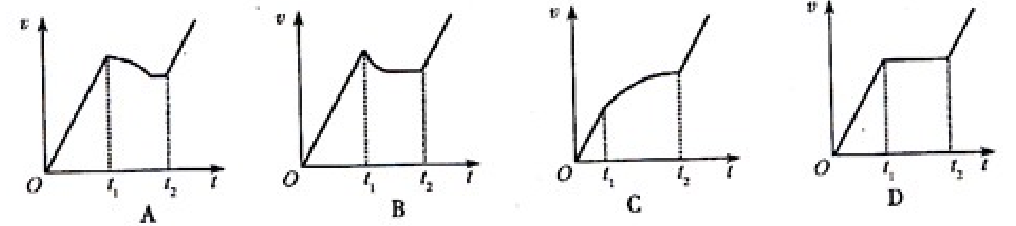 v v v v
O t₁ t₂ t O t₁ t₂ t O t₁ t₂ t O t₁ t₂ t
A B C D